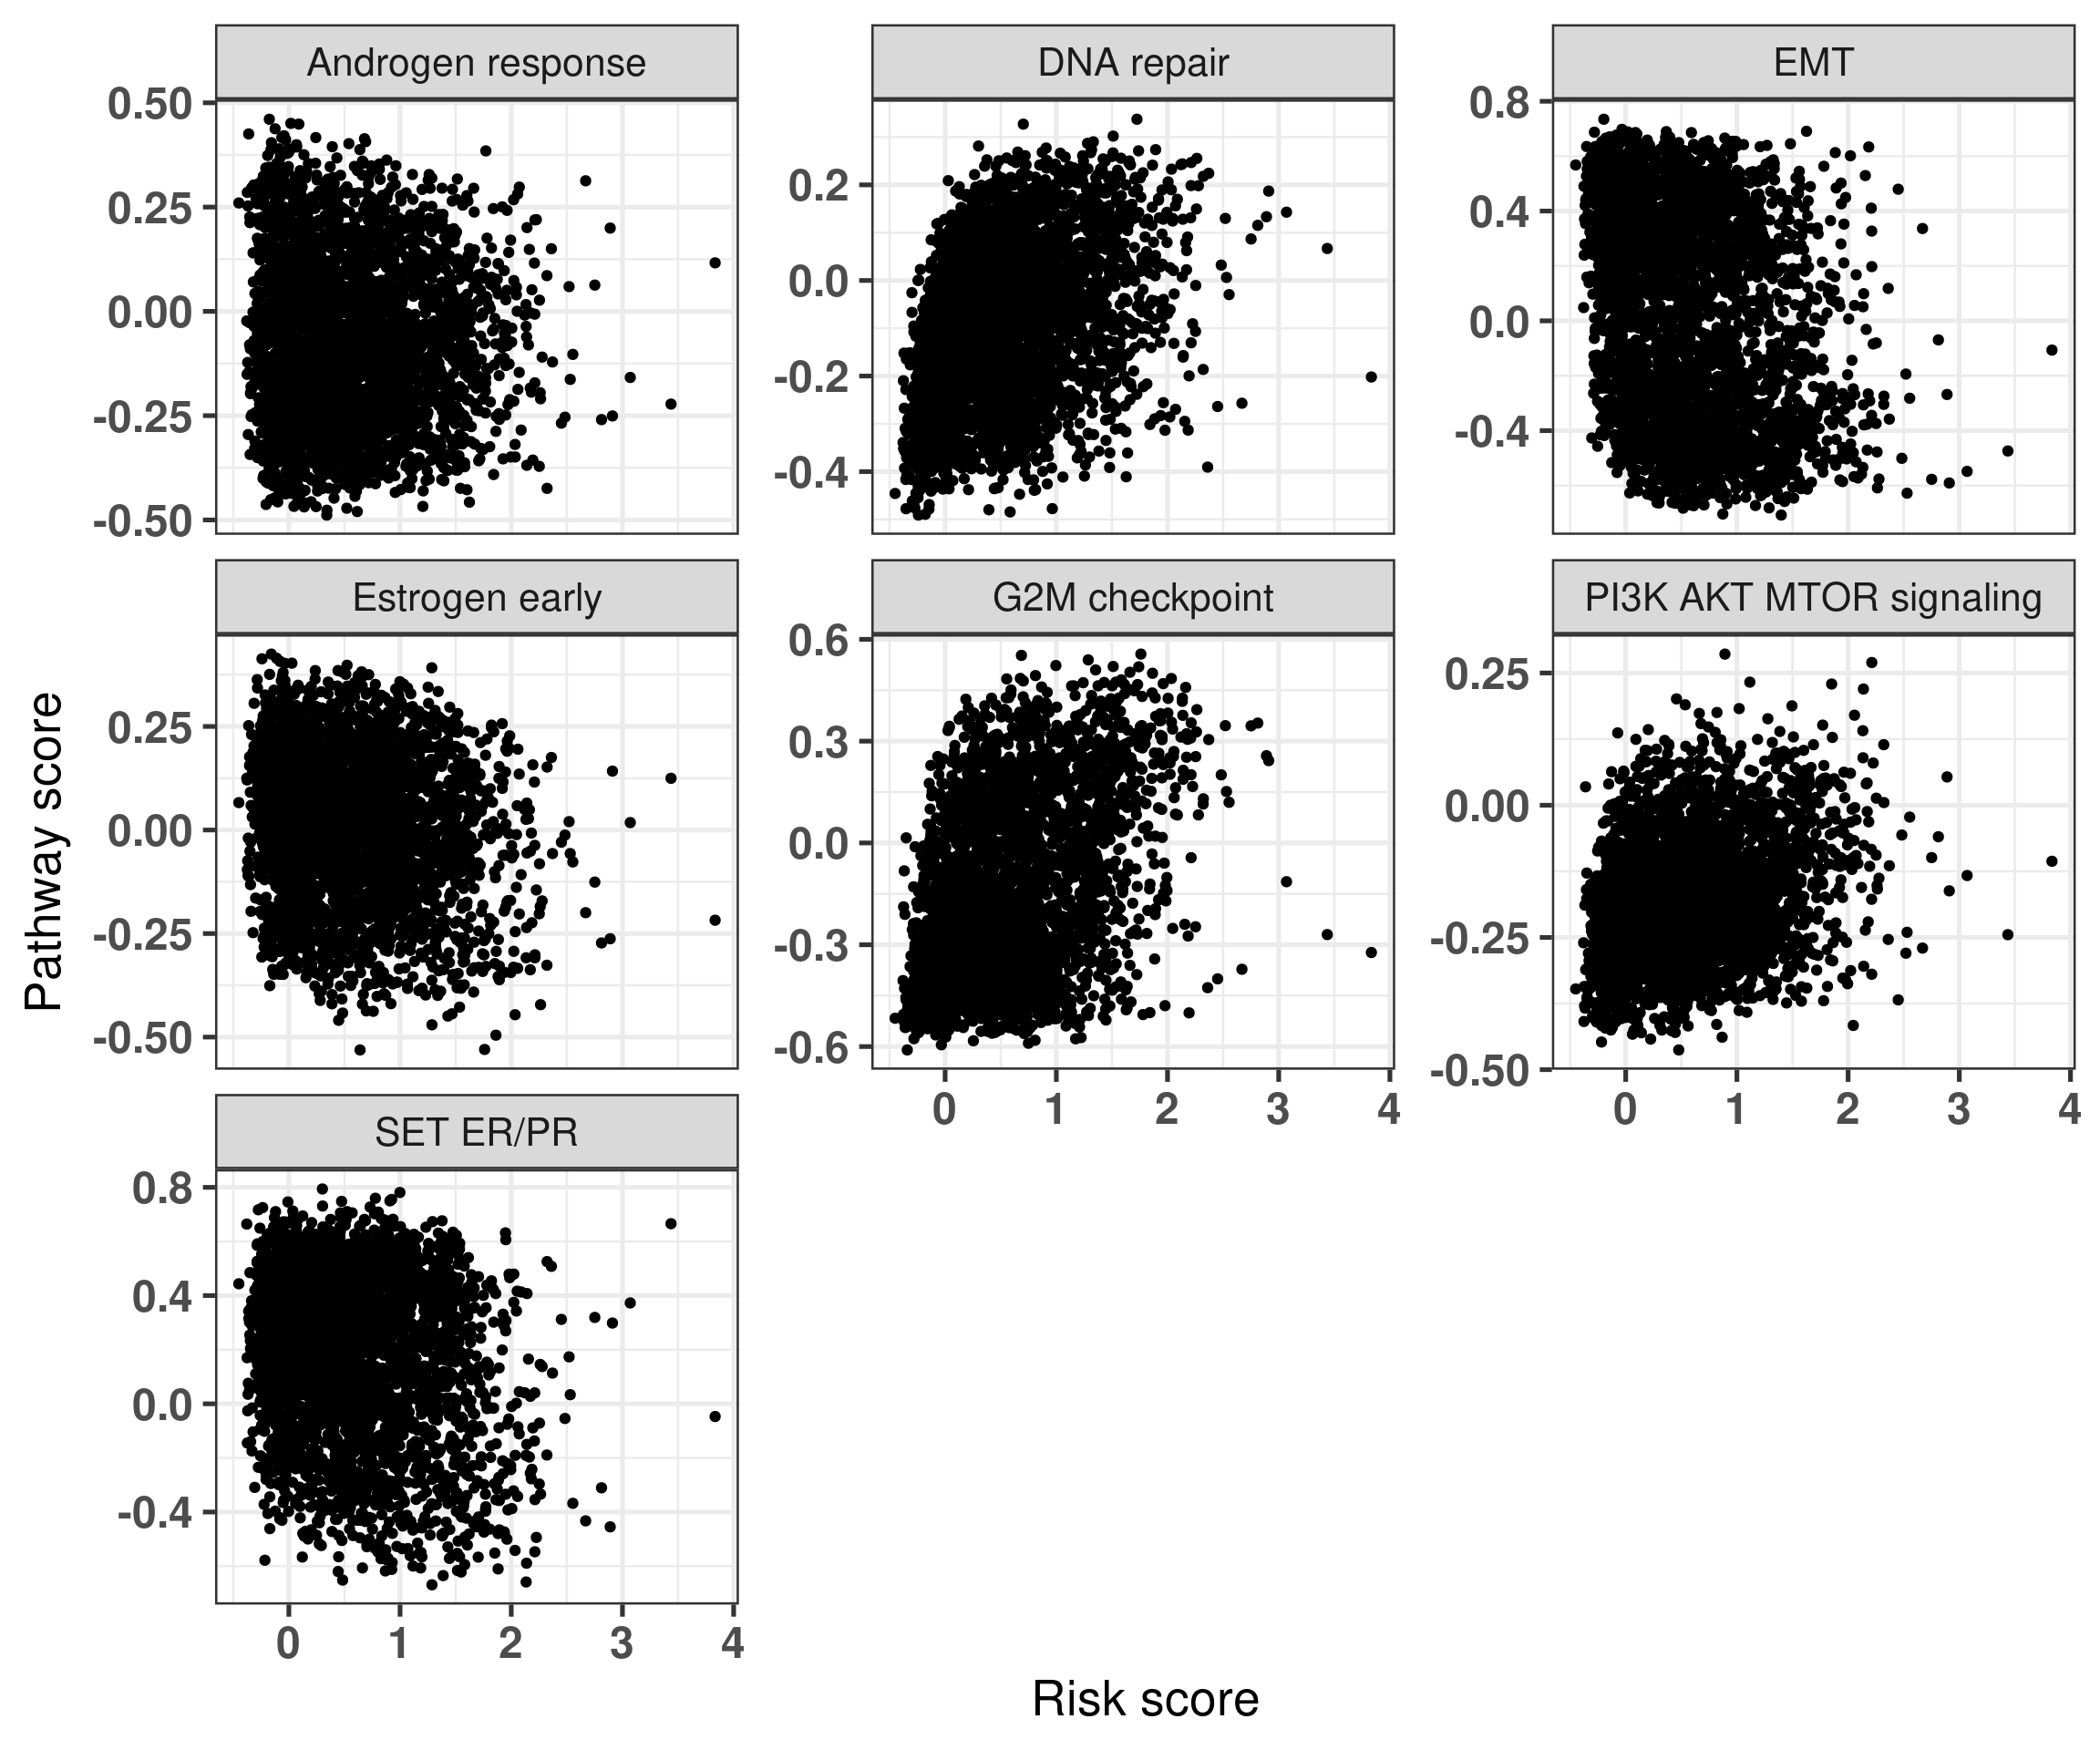 Androgen response
DNA repair
EMT
0.50
0.25
0.00
-0.25
-0.50
0.2
0.0
-0.2
-0.4
0.8
0.4
0.0
-0.4
Estrogen early
G2M checkpoint
PI3K AKT MTOR signaling
0.25
0.00
-0.25
-0.50
0.6
0.3
0.0
-0.3
-0.6
0 1 2 3 4
0.25
0.00
-0.25
-0.50
0 1 2 3 4
SET ER/PR
0.8
0.4
0.0
-0.4
0 1 2 3 4
Pathway score
Risk score